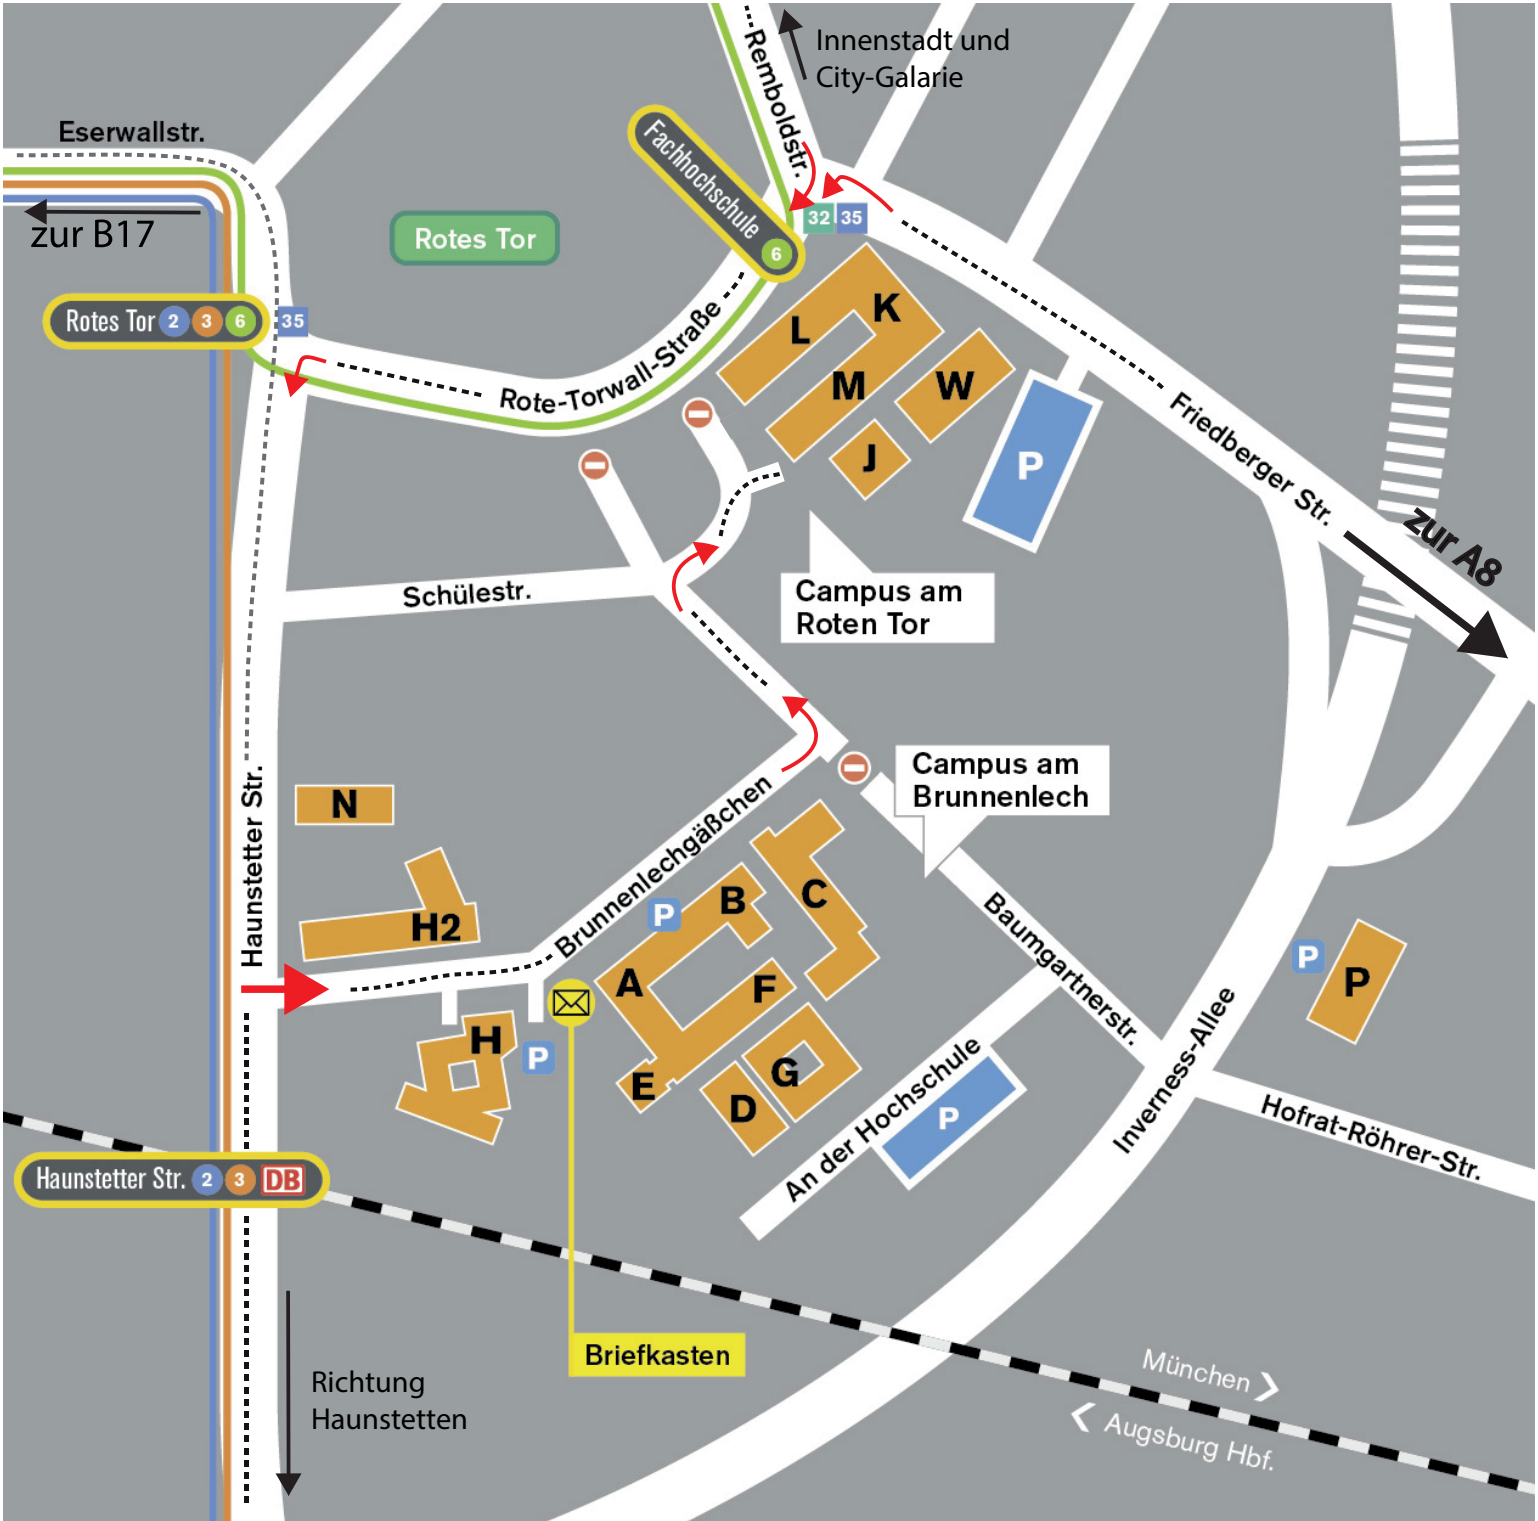 Innenstadt und
City-Galarie
Remboldstr.
Eserwallstr.
Fachhochschule 6
32 35
zur B17
Rotes Tor
Rotes Tor 2 3 6
35
K
L
M
W
J
P
Rote-Torwall-Straße
Friedberger Str.
zur A8
Schülestr.
Campus am
Roten Tor
Campus am
Brunnenlech
Haunstetter Str.
N
H2
Brunnenlechgäßchen
P
B
C
A
F
E
D
G
H
P
Baumgartnerstr.
An der Hochschule
P
Inverness-Allee
P
P
Hofrat-Röhrer-Str.
Haunstetter Str. 2 3 DB
Briefkasten
Richtung
Haunstetten
München
Augsburg Hbf.